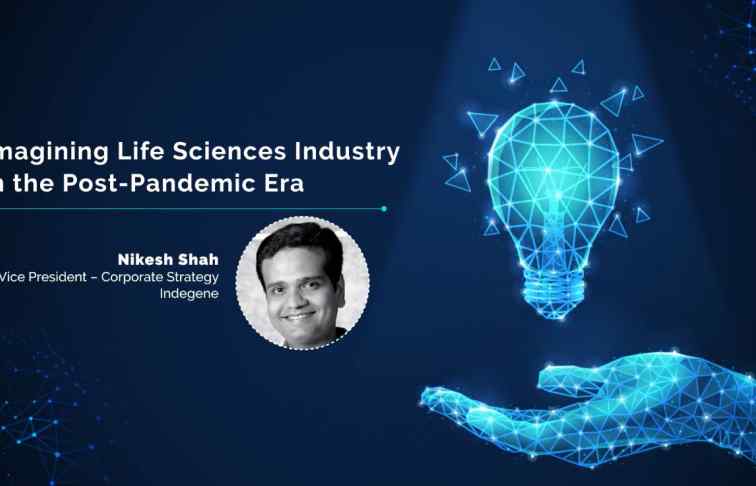 magining Life Sciences Industry
the Post-Pandemic Era
Nikesh Shah
Vice President – Corporate Strategy
Indegene